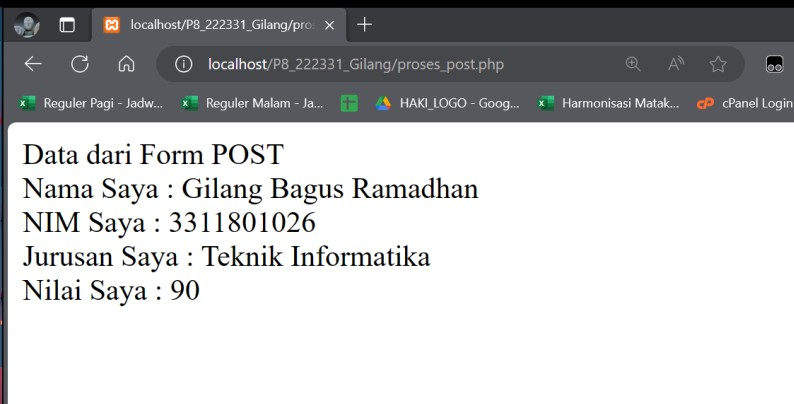 localhost/P8_222331_Gilang/pro
localhost/P8_222331_Gilang/proses_post.php
Reguler Pagi - Jadw... Reguler Malam - Ja... HAKI_LOGO - Goog... Harmonisasi Matak... cPanel Login
Data dari Form POST
Nama Saya : Gilang Bagus Ramadhan
NIM Saya : 3311801026
Jurusan Saya : Teknik Informatika
Nilai Saya : 90